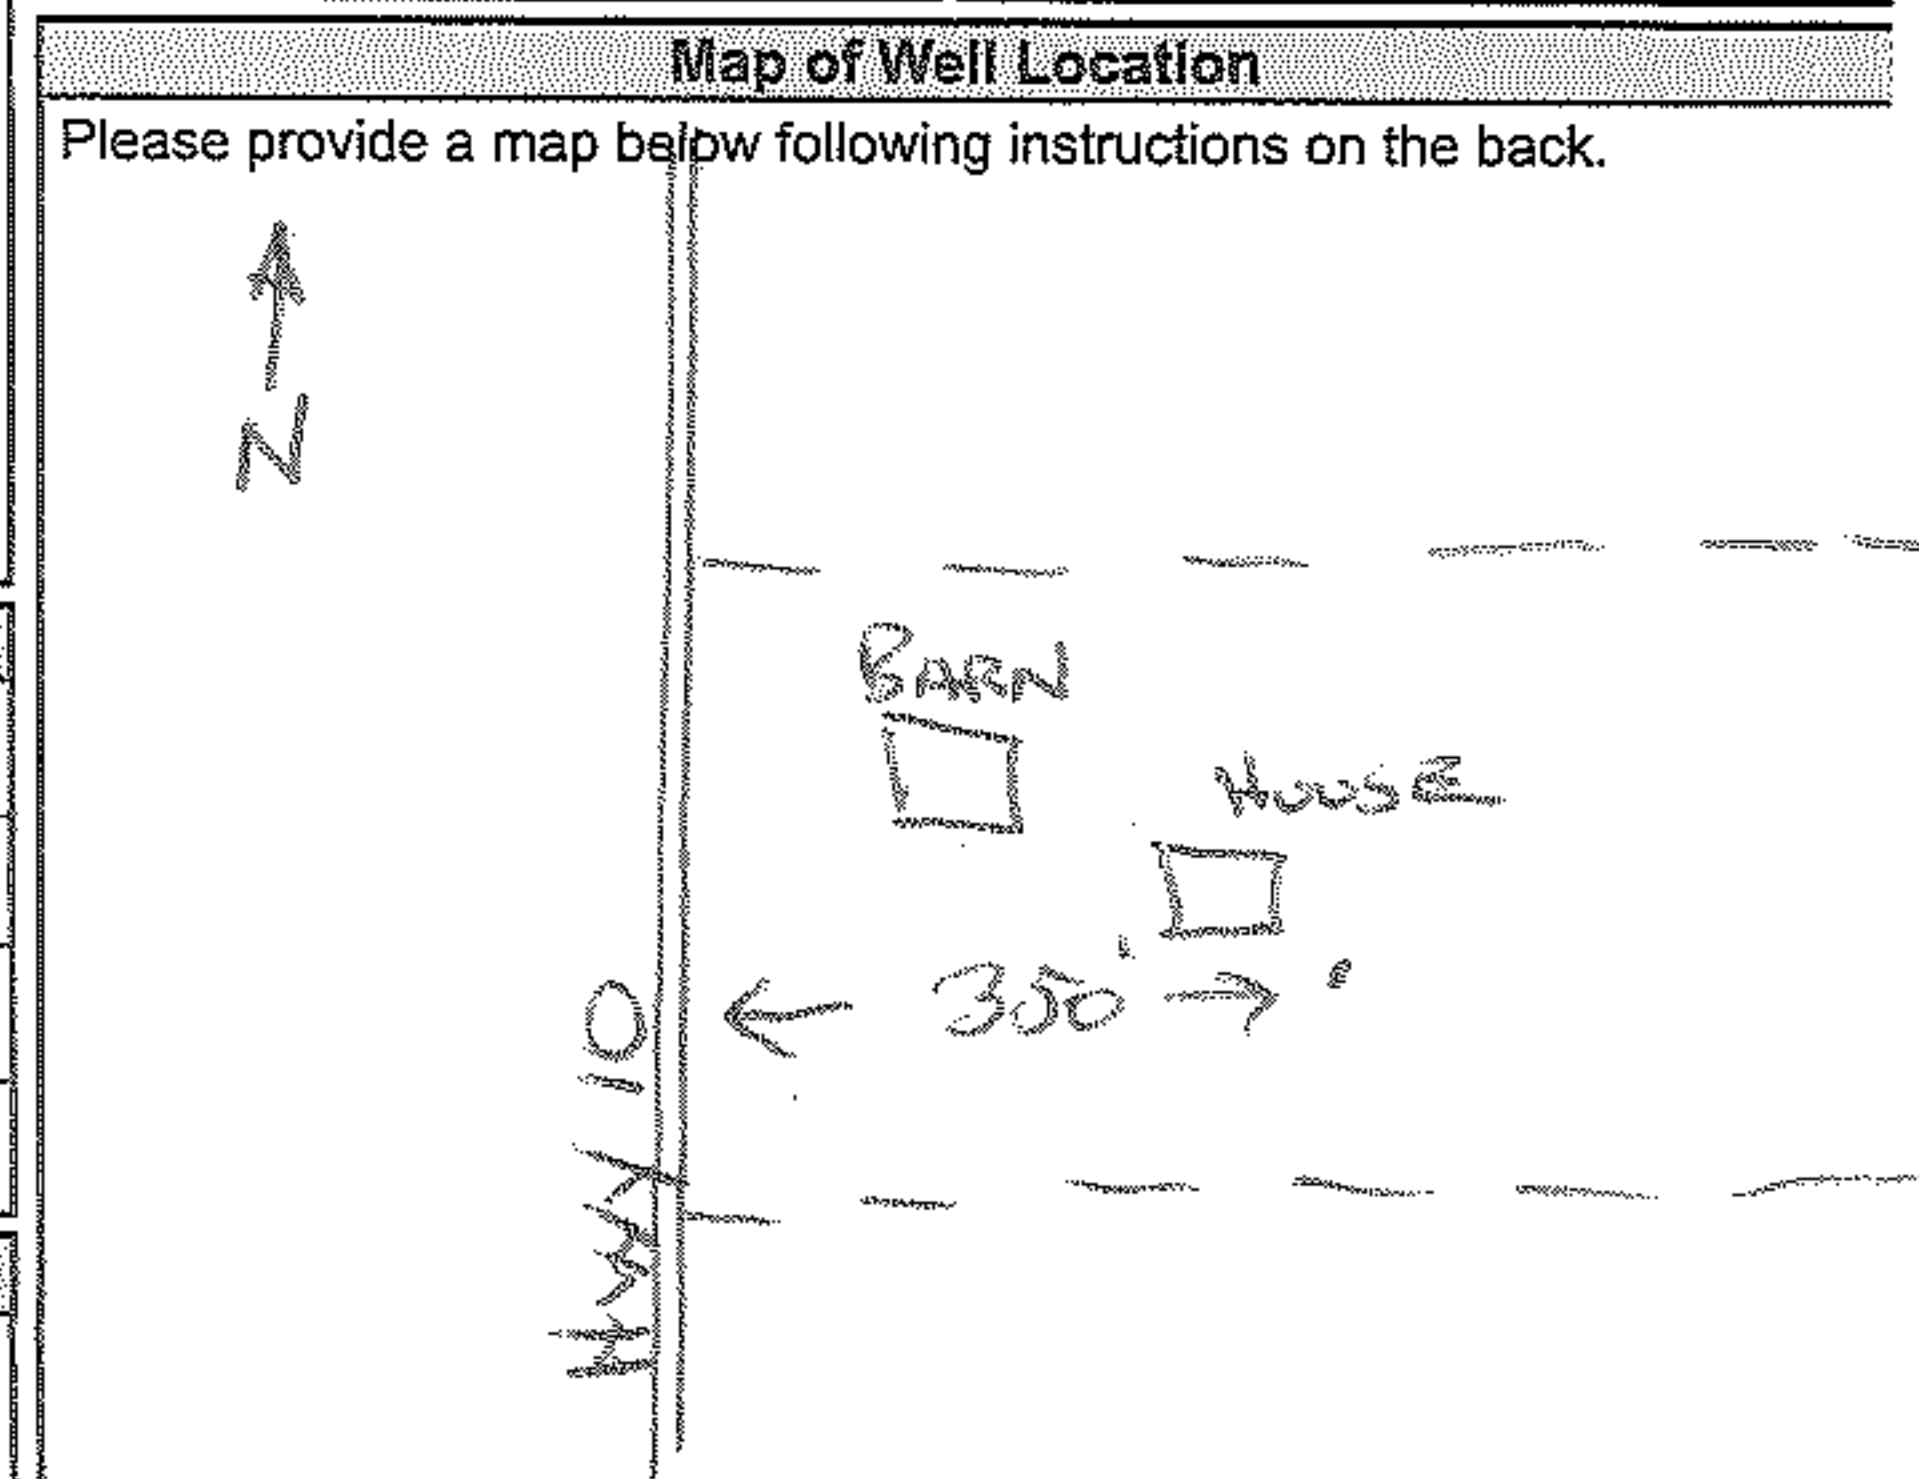 Map of Well Location
Please provide a map below following instructions on the back.
N
BARN
HOUSE
350'
HWY 10